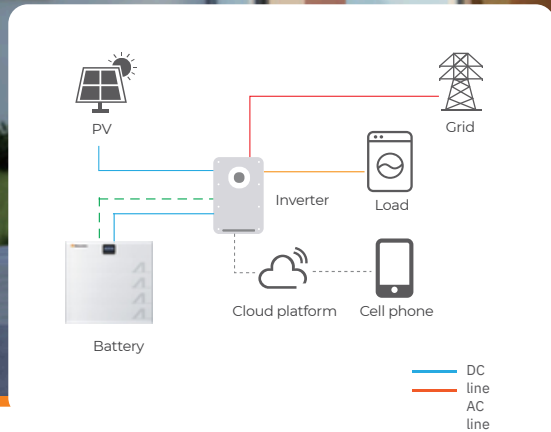 PV
Grid
Inverter
Load
Cloud platform
Cell phone
Battery
DC
line
AC
line